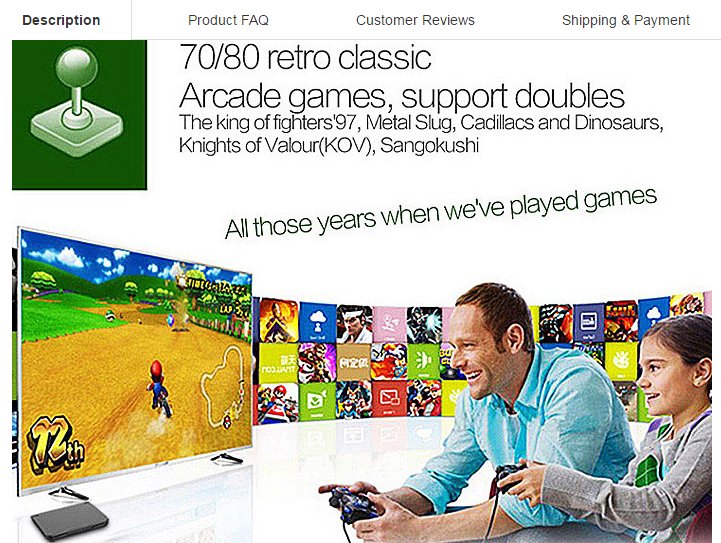 Description
Product FAQ
Customer Reviews
Shipping & Payment
70/80 retro classic
Arcade games, support doubles
The king of fighters'97, Metal Slug, Cadillacs and Dinosaurs,
Knights of Valour(KOV), Sangokushi
All those years when we've played games
LAP
12th